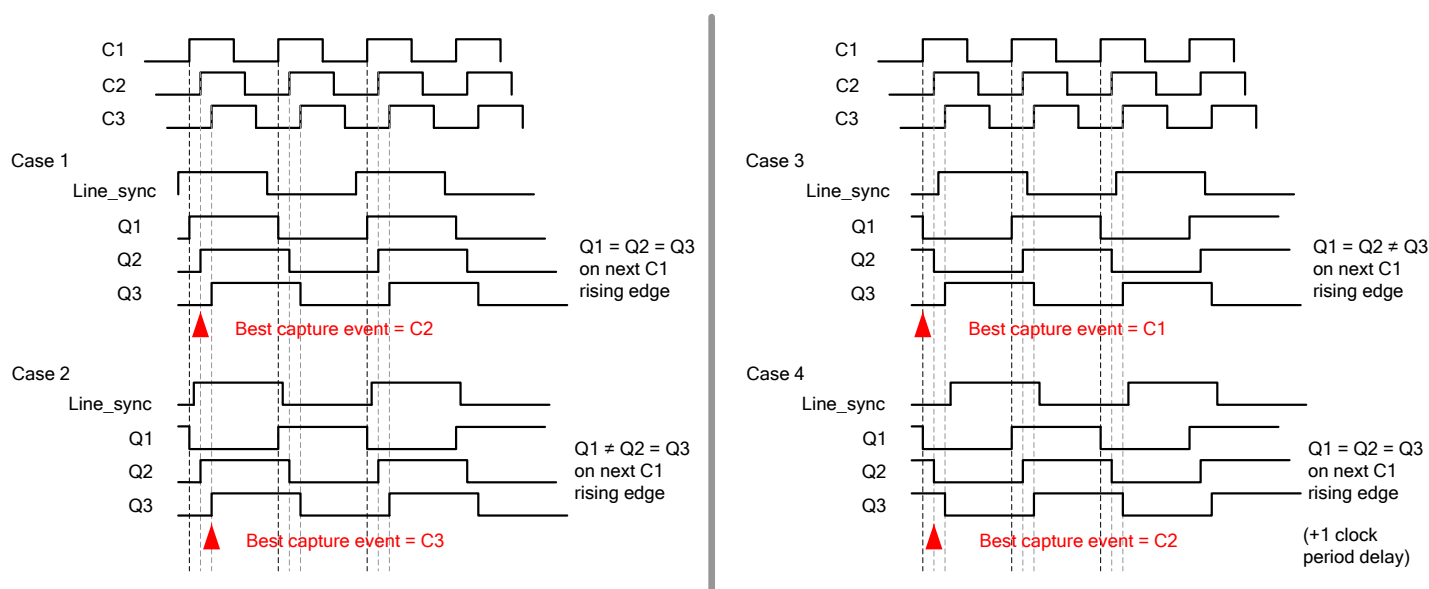 C1
C2
C3
Case 1
Line_sync
Q1
Q2
Q3
Q1 = Q2 = Q3
on next C1
rising edge
Best capture event = C2
Case 2
Line_sync
Q1
Q2
Q3
Q1 ≠ Q2 = Q3
on next C1
rising edge
Best capture event = C3
C1
C2
C3
Case 3
Line_sync
Q1
Q2
Q3
Q1 = Q2 ≠ Q3
on next C1
rising edge
Best capture event = C1
Case 4
Line_sync
Q1
Q2
Q3
Q1 = Q2 = Q3
on next C1
rising edge
Best capture event = C2
(+1 clock
period delay)